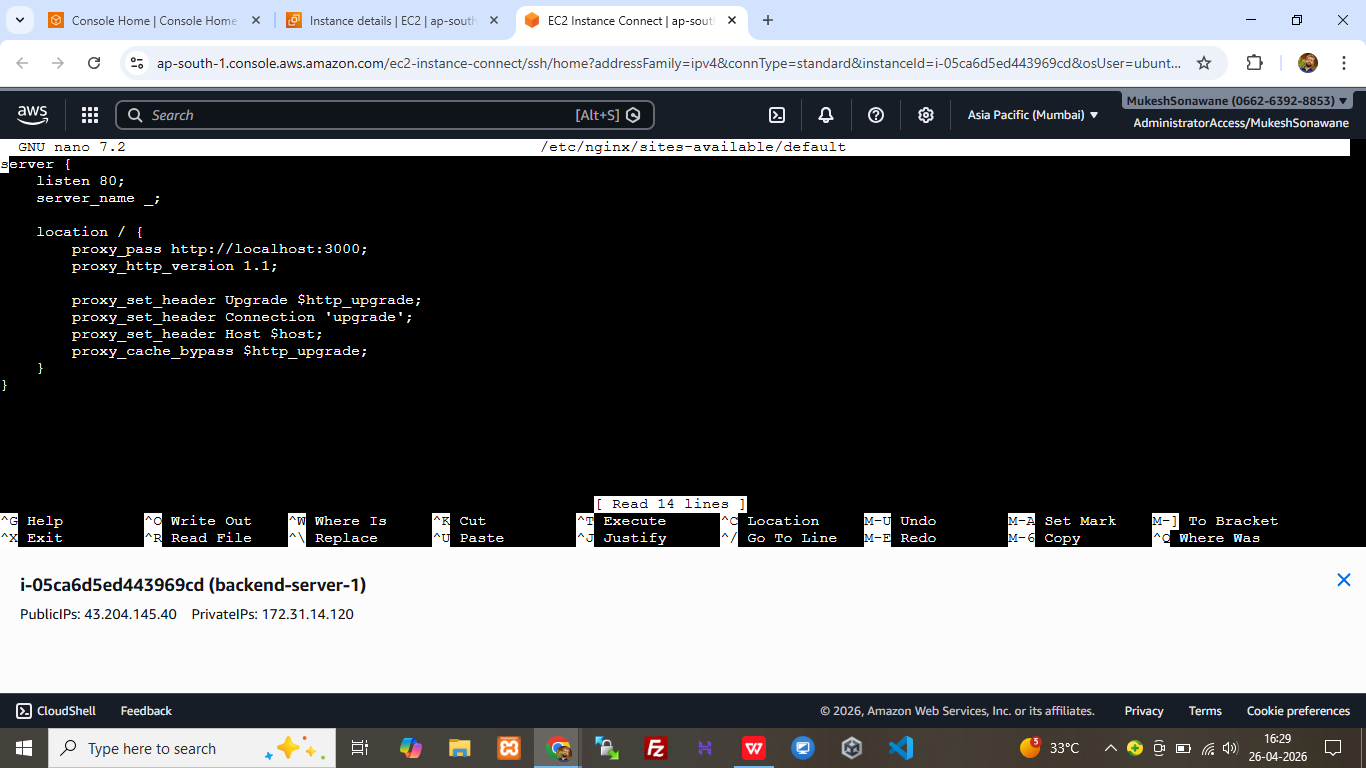 Console Home | Console Home
Instance details | EC2 | ap-south
EC2 Instance Connect | ap-sout
ap-south-1.console.aws.amazon.com/ec2-instance-connect/ssh/home?addressFamily=ipv4&connType=standard&instanceId=i-05ca6d5ed443969cd&osUser=ubunt...
aws
Search
[Alt+S]
Asia Pacific (Mumbai)
MukeshSonawane (0662-6392-8853)
AdministratorAccess/MukeshSonawane
GNU nano 7.2 /etc/nginx/sites-available/default
server {
    listen 80;
    server_name _;
    location / {
        proxy_pass http://localhost:3000;
        proxy_http_version 1.1;
        proxy_set_header Upgrade $http_upgrade;
        proxy_set_header Connection 'upgrade';
        proxy_set_header Host $host;
        proxy_cache_bypass $http_upgrade;
    }
}
[ Read 14 lines ]
^G Help ^O Write Out ^W Where Is ^K Cut ^T Execute ^C Location M-U Undo M-A Set Mark M-] To Bracket
^X Exit ^R Read File ^\ Replace ^U Paste ^J Justify ^/ Go To Line M-E Redo M-6 Copy ^Q Where Was
i-05ca6d5ed443969cd (backend-server-1)
PublicIPs: 43.204.145.40 PrivateIPs: 172.31.14.120
CloudShell Feedback © 2026, Amazon Web Services, Inc. or its affiliates. Privacy Terms Cookie preferences
Type here to search
5
33°C
16:29
26-04-2026